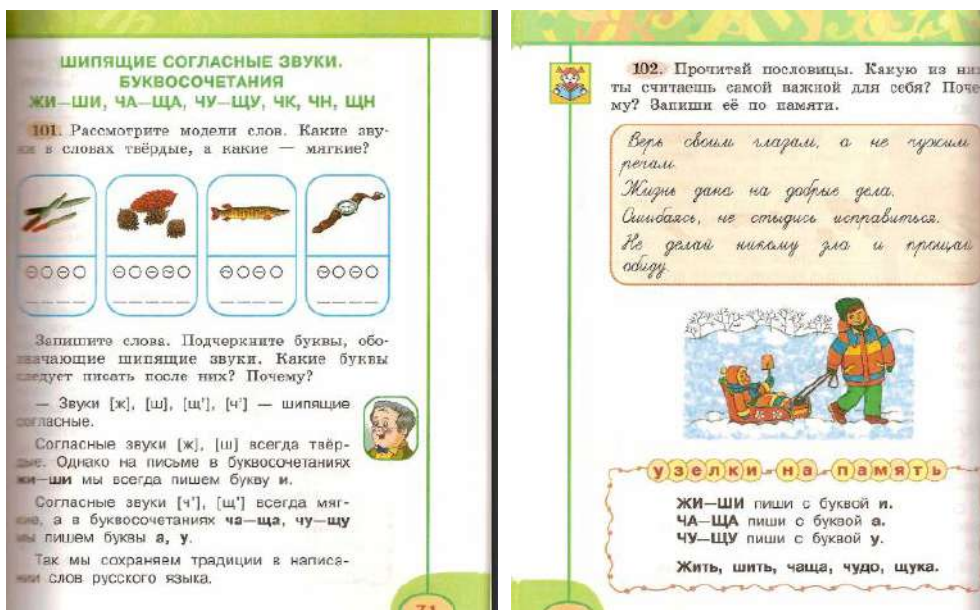 ШИПЯЩИЕ СОГЛАСНЫЕ ЗВУКИ.
БУКВОСОЧЕТАНИЯ
ЖИ—ШИ, ЧА—ЩА, ЧУ—ЩУ, ЧК, ЧН, ЩН
101. Рассмотрите модели слов. Какие зву-
в словах твёрдые, а какие — мягкие?
Запишите слова. Подчеркните буквы, обо-
значающие шипящие звуки. Какие буквы
следует писать после них? Почему?
— Звуки [ж], [ш], [щ'], [ч'] — шипящие
согласные.
Согласные звуки [ж], [ш] всегда твёр-
дые. Однако на письме в буквосочетаниях
жи—ши мы всегда пишем букву и.
Согласные звуки [ч'], [щ'] всегда мяг-
кие, а в буквосочетаниях ча—ща, чу—щу
мы пишем буквы а, у.
Так мы сохраняем традиции в написа-
нии слов русского языка.
71
102. Прочитай пословицы. Какую из них
ты считаешь самой важной для себя? Поче-
му? Запиши её по памяти.
Верь своим глазам, а не чужим
речам.
Жизнь дана на добрые дела.
Ошибаясь, не стыдись исправиться.
Не делай никому зла и прощай
обиду.
узелки на память
ЖИ—ШИ пиши с буквой и.
ЧА—ЩА пиши с буквой а.
ЧУ—ЩУ пиши с буквой у.
Жить, шить, чаща, чудо, щука.